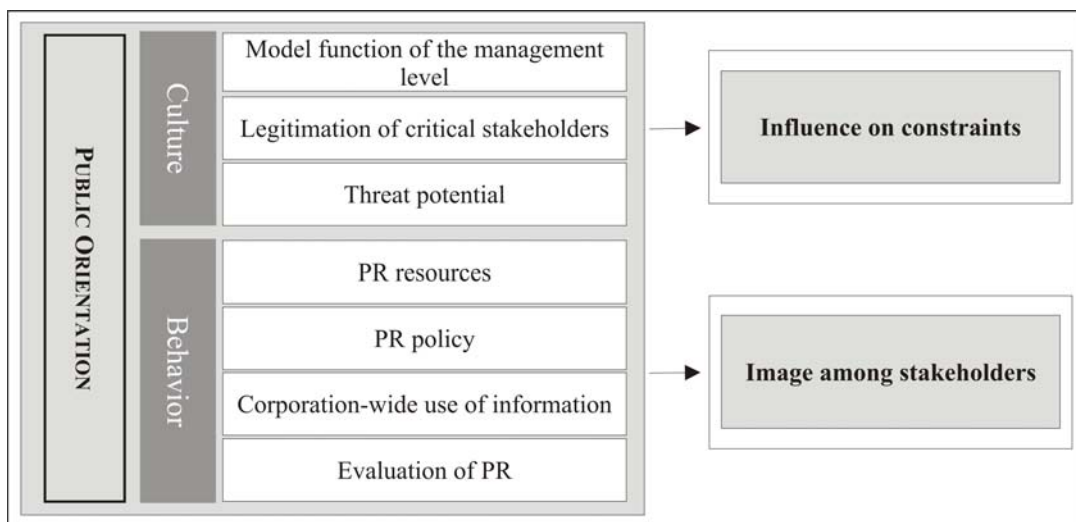 PUBLIC ORIENTATION
Culture
Model function of the management
level
Legitimation of critical stakeholders
Threat potential
Behavior
PR resources
PR policy
Corporation-wide use of information
Evaluation of PR
Influence on constraints
Image among stakeholders